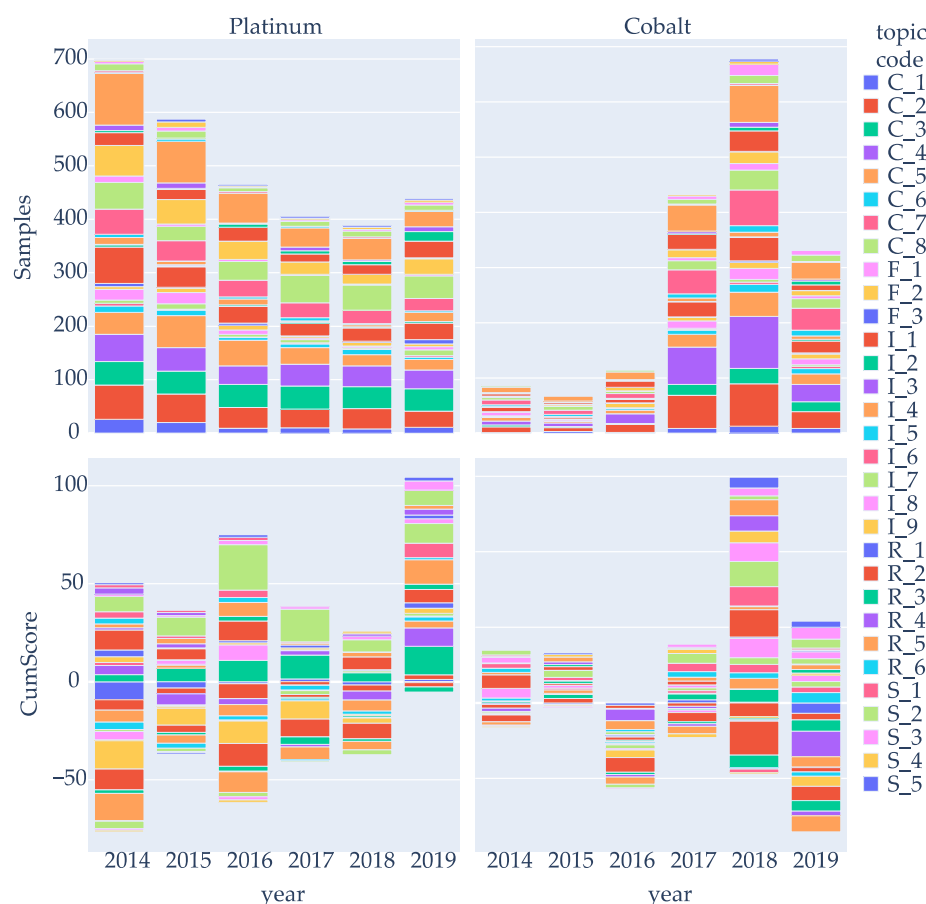 Platinum
Cobalt
topic
code
C_1
C_2
C_3
C_4
C_5
C_6
C_7
C_8
F_1
F_2
F_3
I_1
I_2
I_3
I_4
I_5
I_6
I_7
I_8
I_9
R_1
R_2
R_3
R_4
R_5
R_6
S_1
S_2
S_3
S_4
S_5
Samples
700
600
500
400
300
200
100
0
CumScore
100
50
0
−50
2014 2015 2016 2017 2018 2019
2014 2015 2016 2017 2018 2019
year
year